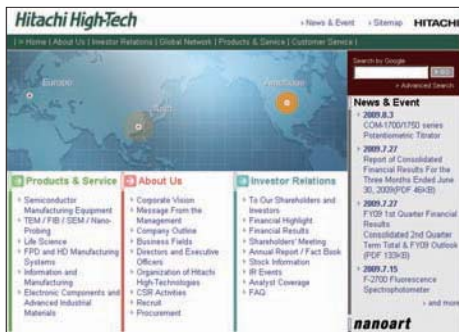 Hitachi High-Tech
› News & Event › Sitemap HITACHI
| > Home | About Us | Investor Relations | Global Network | Products & Service | Customer Service |
Europe
Asia
Americas
Search by Google
GO
› Advanced Search
News & Event
› 2009.8.3
COM-1700/1750 series
Potentiometric Titrator
› 2009.7.27
Report of Consolidated
Financial Results For the
Three Months Ended June
30, 2009(PDF 46kB)
› 2009.7.27
FY09 1st Quarter Financial
Results
Consolidated 2nd Quarter
Term Total & FY09 Outlook
(PDF 133kB)
› 2009.7.15
F-2700 Fluorescence
Spectrophotometer
› and more
nanoart
Products & Service
› Semiconductor
Manufacturing Equipment
› TEM / FIB / SEM / Nano-
Probing
› Life Science
› FPD and HD Manufacturing
Systems
› Information and
Manufacturing
› Electronic Components and
Advanced Industrial
Materials
About Us
› Corporate Vision
› Message From the
Management
› Company Outline
› Business Fields
› Directors and Executive
Officers
› Organization of Hitachi
High-Technologies
› CSR Activities
› Recruit
› Procurement
Investor Relations
› To Our Shareholders and
Investors
› Financial Highlight
› Financial Results
› Shareholders' Meeting
› Annual Report / Fact Book
› Stock Information
› IR Events
› Analyst Coverage
› FAQ